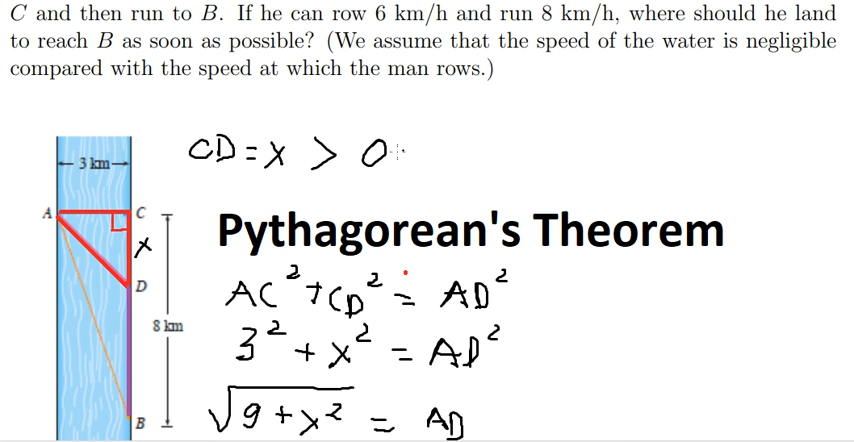 C and then run to B. If he can row 6 km/h and run 8 km/h, where should he land
to reach B as soon as possible? (We assume that the speed of the water is negligible
compared with the speed at which the man rows.)
CD = x > 0
3 km
A
C
x
D
8 km
B
Pythagorean's Theorem
AC² + CD² = AD²
3² + x² = AD²
√9 + x² = AD